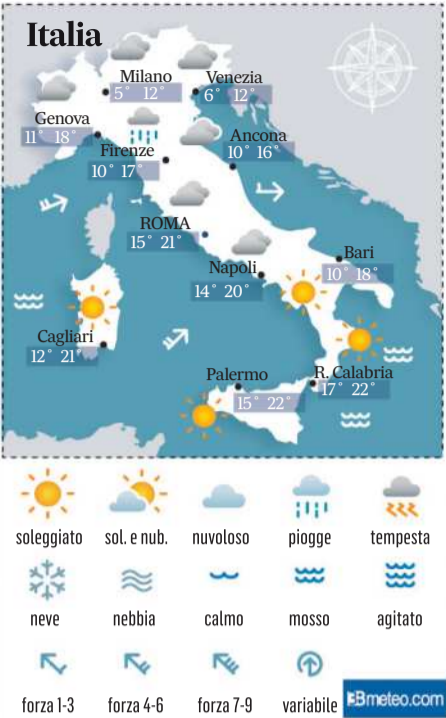 Italia
Milano
5° 12°
Venezia
6° 12°
Genova
11° 18°
Firenze
10° 17°
Ancona
10° 16°
ROMA
15° 21°
Bari
10° 18°
Napoli
14° 20°
Cagliari
12° 21°
Palermo
15° 22°
R. Calabria
17° 22°
soleggiato sol. e nub. nuvoloso piogge tempesta
neve nebbia calmo mosso agitato
forza 1-3 forza 4-6 forza 7-9 variabile
3Bmeteo.com